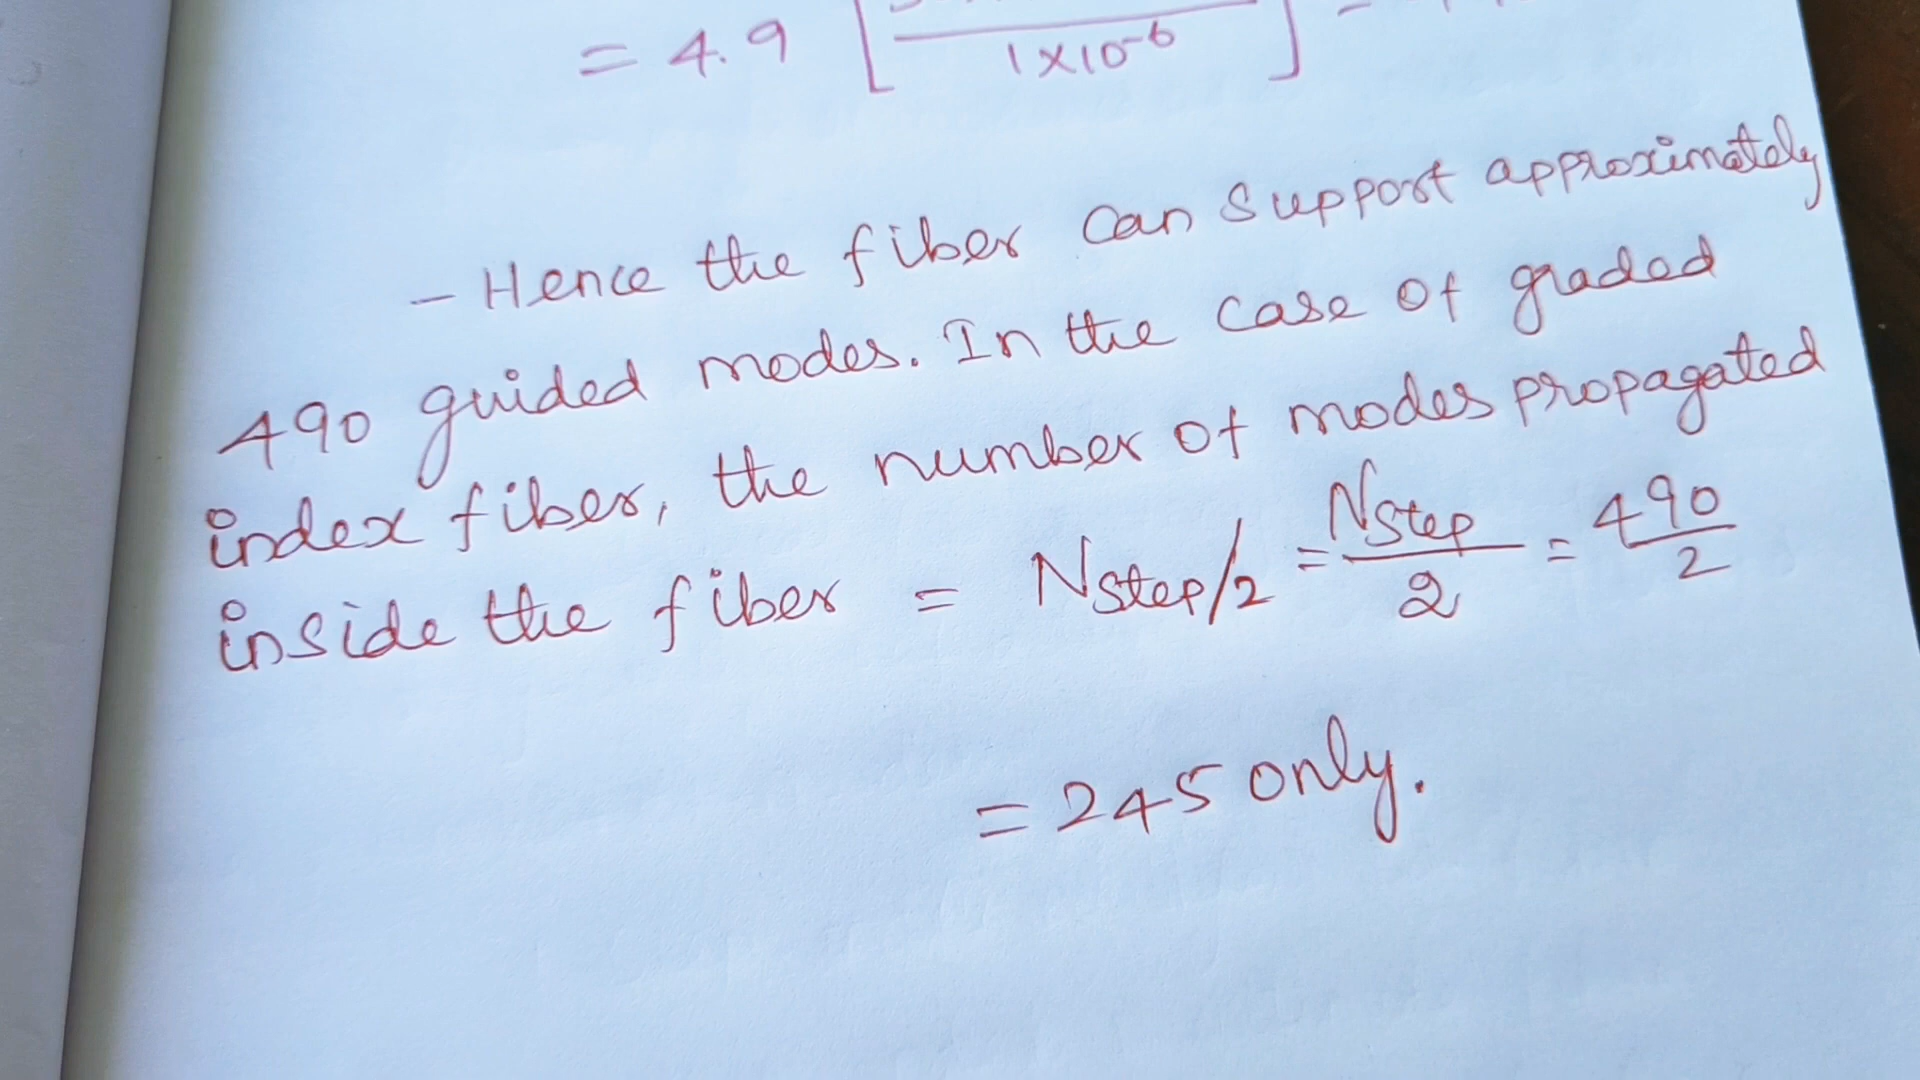 = 4.9 [ / 1×10⁻⁶ ] =
– Hence the fiber can support approximately
490 guided modes. In the case of graded
index fiber, the number of modes propagated
inside the fiber = Nstep/2 = Nstep/2 = 490/2
= 245 only.